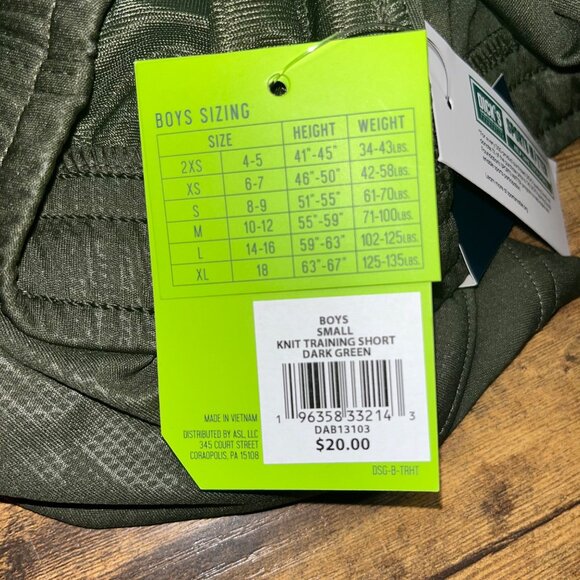 BOYS SIZING
SIZE HEIGHT WEIGHT
2XS 4-5 41"-45" 34-43LBS.
XS 6-7 46"-50" 42-58LBS.
S 8-9 51"-55" 61-70LBS.
M 10-12 55"-59" 71-100LBS.
L 14-16 59"-63" 102-125LBS.
XL 18 63"-67" 125-135LBS.
BOYS
SMALL
KNIT TRAINING SHORT
DARK GREEN
1 96358 33214 3
DAB13103
$20.00
MADE IN VIETNAM
DISTRIBUTED BY ASL, LLC
345 COURT STREET
CORAOPOLIS, PA 15108
DSG-B-TRHT
DICK'S